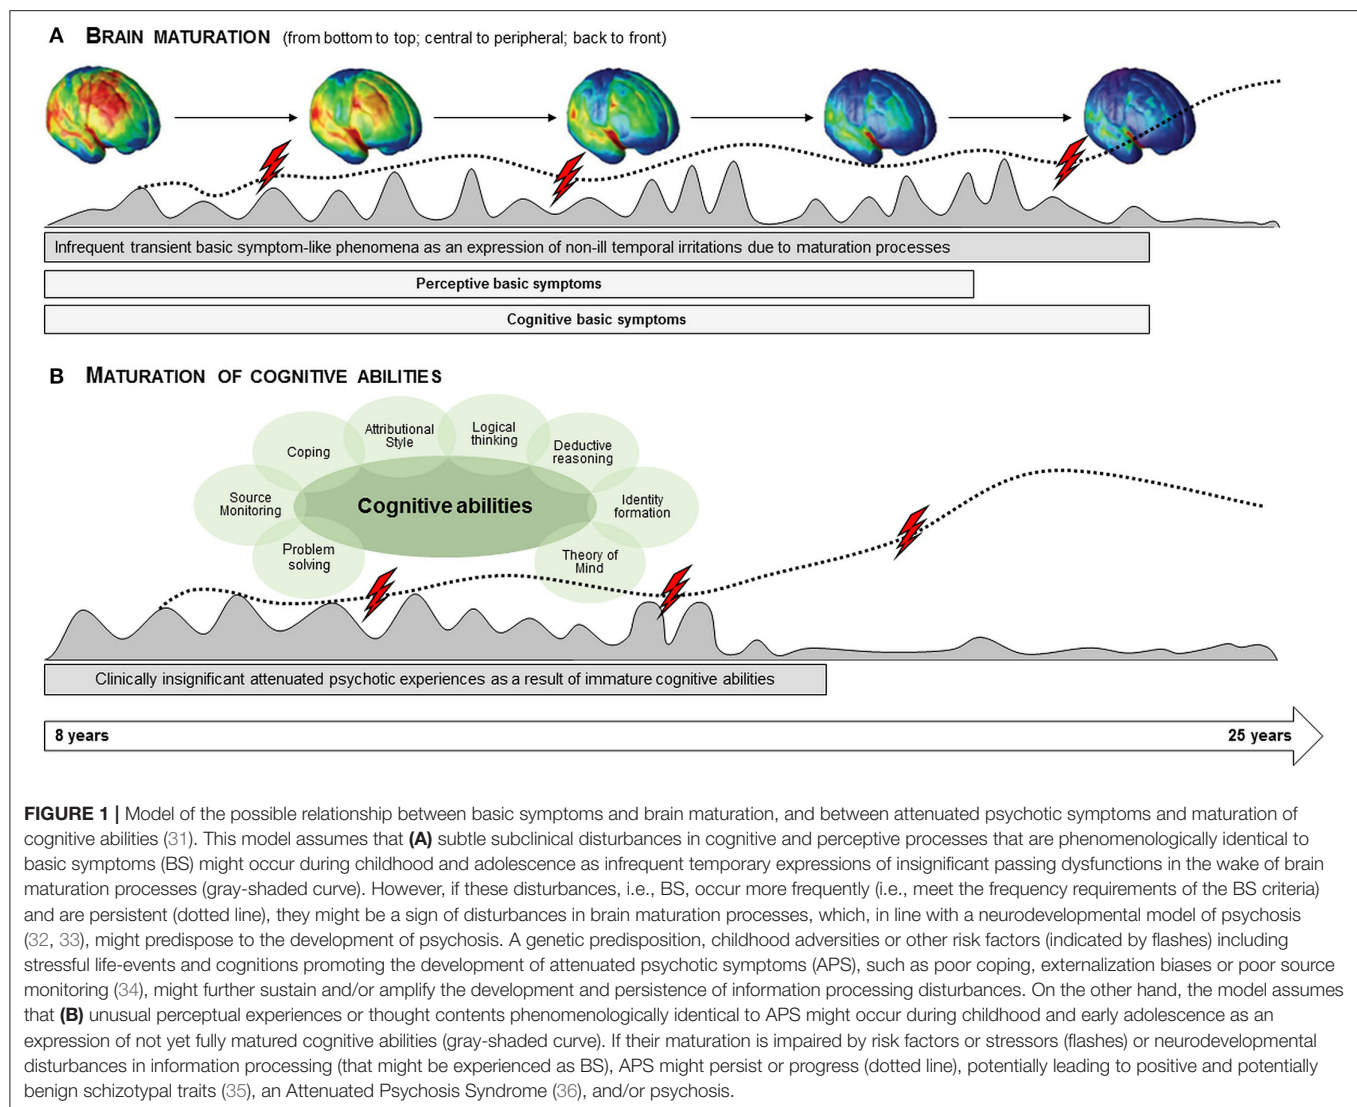 A BRAIN MATURATION (from bottom to top; central to peripheral; back to front)
Infrequent transient basic symptom-like phenomena as an expression of non-ill temporal irritations due to maturation processes
Perceptive basic symptoms
Cognitive basic symptoms
B MATURATION OF COGNITIVE ABILITIES
Attributional
Style
Logical
thinking
Coping
Deductive
reasoning
Source
Monitoring
Cognitive abilities
Identity
formation
Problem
solving
Theory of
Mind
Clinically insignificant attenuated psychotic experiences as a result of immature cognitive abilities
8 years
25 years
FIGURE 1 | Model of the possible relationship between basic symptoms and brain maturation, and between attenuated psychotic symptoms and maturation of
cognitive abilities (31). This model assumes that (A) subtle subclinical disturbances in cognitive and perceptive processes that are phenomenologically identical to
basic symptoms (BS) might occur during childhood and adolescence as infrequent temporary expressions of insignificant passing dysfunctions in the wake of brain
maturation processes (gray-shaded curve). However, if these disturbances, i.e., BS, occur more frequently (i.e., meet the frequency requirements of the BS criteria)
and are persistent (dotted line), they might be a sign of disturbances in brain maturation processes, which, in line with a neurodevelopmental model of psychosis
(32, 33), might predispose to the development of psychosis. A genetic predisposition, childhood adversities or other risk factors (indicated by flashes) including
stressful life-events and cognitions promoting the development of attenuated psychotic symptoms (APS), such as poor coping, externalization biases or poor source
monitoring (34), might further sustain and/or amplify the development and persistence of information processing disturbances. On the other hand, the model assumes
that (B) unusual perceptual experiences or thought contents phenomenologically identical to APS might occur during childhood and early adolescence as an
expression of not yet fully matured cognitive abilities (gray-shaded curve). If their maturation is impaired by risk factors or stressors (flashes) or neurodevelopmental
disturbances in information processing (that might be experienced as BS), APS might persist or progress (dotted line), potentially leading to positive and potentially
benign schizotypal traits (35), an Attenuated Psychosis Syndrome (36), and/or psychosis.